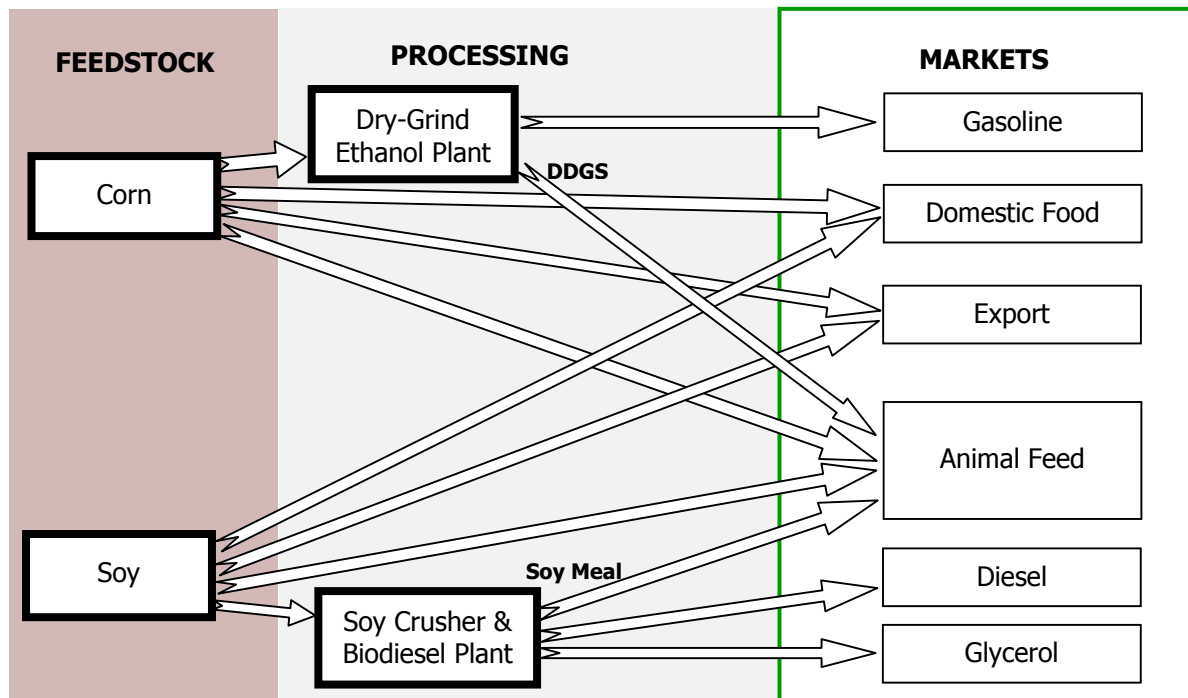 FEEDSTOCK
PROCESSING
MARKETS
Dry-Grind
Ethanol Plant
Gasoline
DDGS
Corn
Domestic Food
Export
Animal Feed
Soy
Soy Meal
Diesel
Soy Crusher &
Biodiesel Plant
Glycerol